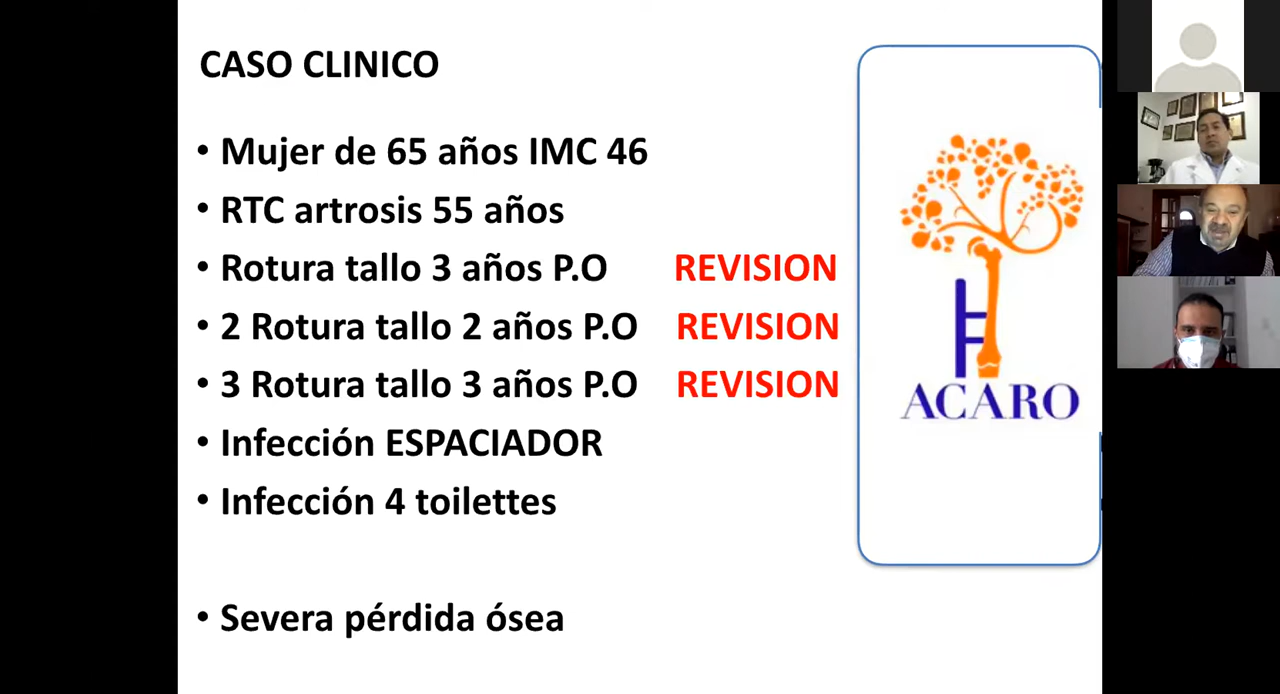 CASO CLINICO
• Mujer de 65 años IMC 46
• RTC artrosis 55 años
• Rotura tallo 3 años P.O REVISION
• 2 Rotura tallo 2 años P.O REVISION
• 3 Rotura tallo 3 años P.O REVISION
• Infección ESPACIADOR
• Infección 4 toilettes
• Severa pérdida ósea
ACARO